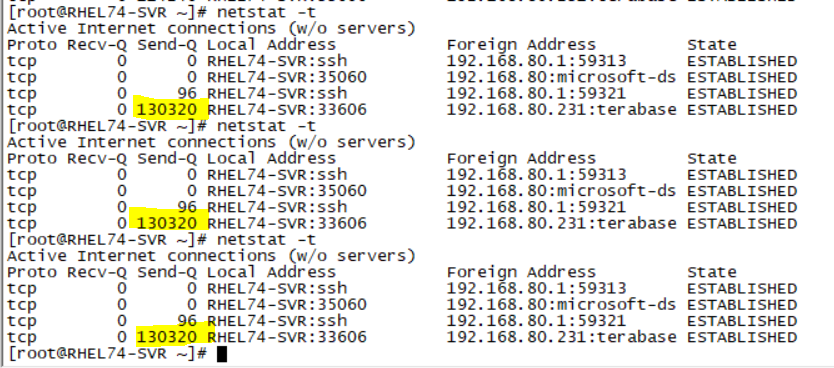 [root@RHEL74-SVR ~]# netstat -t
Active Internet connections (w/o servers)
Proto Recv-Q Send-Q Local Address           Foreign Address         State
tcp        0      0 RHEL74-SVR:ssh          192.168.80.1:59313      ESTABLISHED
tcp        0      0 RHEL74-SVR:35060        192.168.80:microsoft-ds ESTABLISHED
tcp        0     96 RHEL74-SVR:ssh          192.168.80.1:59321      ESTABLISHED
tcp        0 130320 RHEL74-SVR:33606        192.168.80.231:terabase ESTABLISHED
[root@RHEL74-SVR ~]# netstat -t
Active Internet connections (w/o servers)
Proto Recv-Q Send-Q Local Address           Foreign Address         State
tcp        0      0 RHEL74-SVR:ssh          192.168.80.1:59313      ESTABLISHED
tcp        0      0 RHEL74-SVR:35060        192.168.80:microsoft-ds ESTABLISHED
tcp        0     96 RHEL74-SVR:ssh          192.168.80.1:59321      ESTABLISHED
tcp        0 130320 RHEL74-SVR:33606        192.168.80.231:terabase ESTABLISHED
[root@RHEL74-SVR ~]# netstat -t
Active Internet connections (w/o servers)
Proto Recv-Q Send-Q Local Address           Foreign Address         State
tcp        0      0 RHEL74-SVR:ssh          192.168.80.1:59313      ESTABLISHED
tcp        0      0 RHEL74-SVR:35060        192.168.80:microsoft-ds ESTABLISHED
tcp        0     96 RHEL74-SVR:ssh          192.168.80.1:59321      ESTABLISHED
tcp        0 130320 RHEL74-SVR:33606        192.168.80.231:terabase ESTABLISHED
[root@RHEL74-SVR ~]#